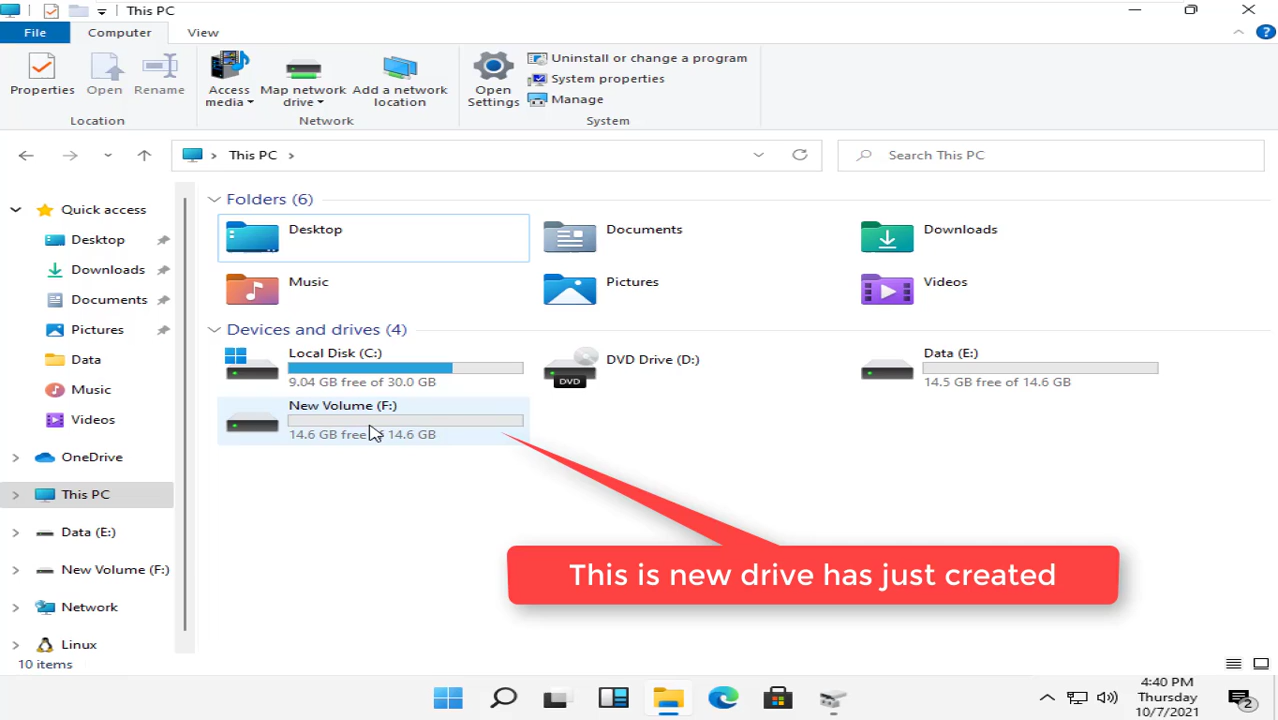 This PC
File
Computer
View
Properties
Open
Rename
Location
Access
media
Map network
drive
Add a network
location
Network
Open
Settings
Uninstall or change a program
System properties
Manage
System
This PC
Search This PC
Quick access
Desktop
Downloads
Documents
Pictures
Data
Music
Videos
OneDrive
This PC
Data (E:)
New Volume (F:)
Network
Linux
Folders (6)
Desktop
Documents
Downloads
Music
Pictures
Videos
Devices and drives (4)
Local Disk (C:)
9.04 GB free of 30.0 GB
DVD
DVD Drive (D:)
Data (E:)
14.5 GB free of 14.6 GB
New Volume (F:)
14.6 GB free of 14.6 GB
This is new drive has just created
10 items
4:40 PM
Thursday
10/7/2021
2